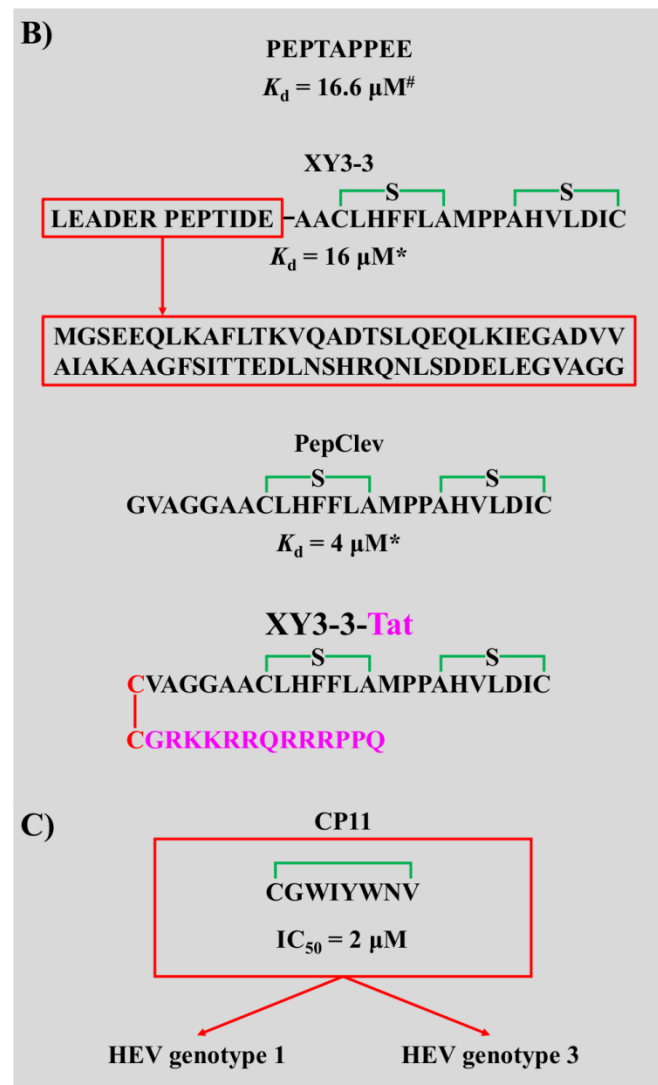 B)
PEPTAPPEE
Kd = 16.6 μM#
XY3-3
S S
LEADER PEPTIDE–AACLHFFLAMPPAHVLDIC
Kd = 16 μM*
MGSEEQLKAFLTKVQADTSLQEQLKIEGADVV
AIAKAAGFSITTEDLNSHRQNLSDDELEGVAGG
PepClev
S S
GVAGGAACLHFFLAMPPAHVLDIC
Kd = 4 μM*
XY3-3-Tat
S S
CVAGGAACLHFFLAMPPAHVLDIC
CGRKKRRQRRRPPQ
C)
CP11
CGWIYWNV
IC50 = 2 μM
HEV genotype 1 HEV genotype 3